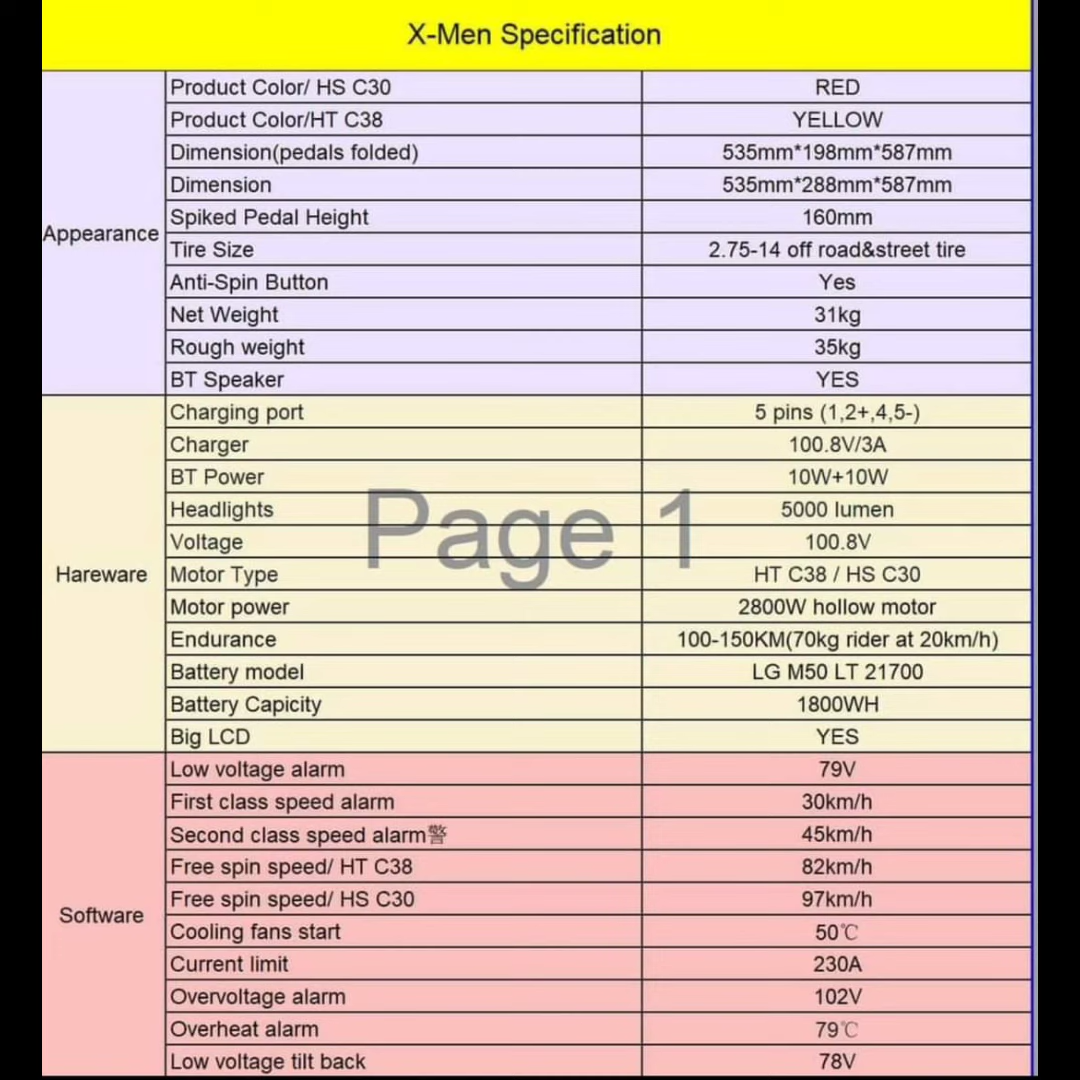 X-Men Specification
Appearance
Product Color/ HS C30 RED
Product Color/HT C38 YELLOW
Dimension(pedals folded) 535mm*198mm*587mm
Dimension 535mm*288mm*587mm
Spiked Pedal Height 160mm
Tire Size 2.75-14 off road&street tire
Anti-Spin Button Yes
Net Weight 31kg
Rough weight 35kg
BT Speaker YES
Hareware
Charging port 5 pins (1,2+,4,5-)
Charger 100.8V/3A
BT Power 10W+10W
Headlights 5000 lumen
Voltage 100.8V
Motor Type HT C38 / HS C30
Motor power 2800W hollow motor
Endurance 100-150KM(70kg rider at 20km/h)
Battery model LG M50 LT 21700
Battery Capicity 1800WH
Big LCD YES
Page 1
Software
Low voltage alarm 79V
First class speed alarm 30km/h
Second class speed alarm警 45km/h
Free spin speed/ HT C38 82km/h
Free spin speed/ HS C30 97km/h
Cooling fans start 50℃
Current limit 230A
Overvoltage alarm 102V
Overheat alarm 79℃
Low voltage tilt back 78V